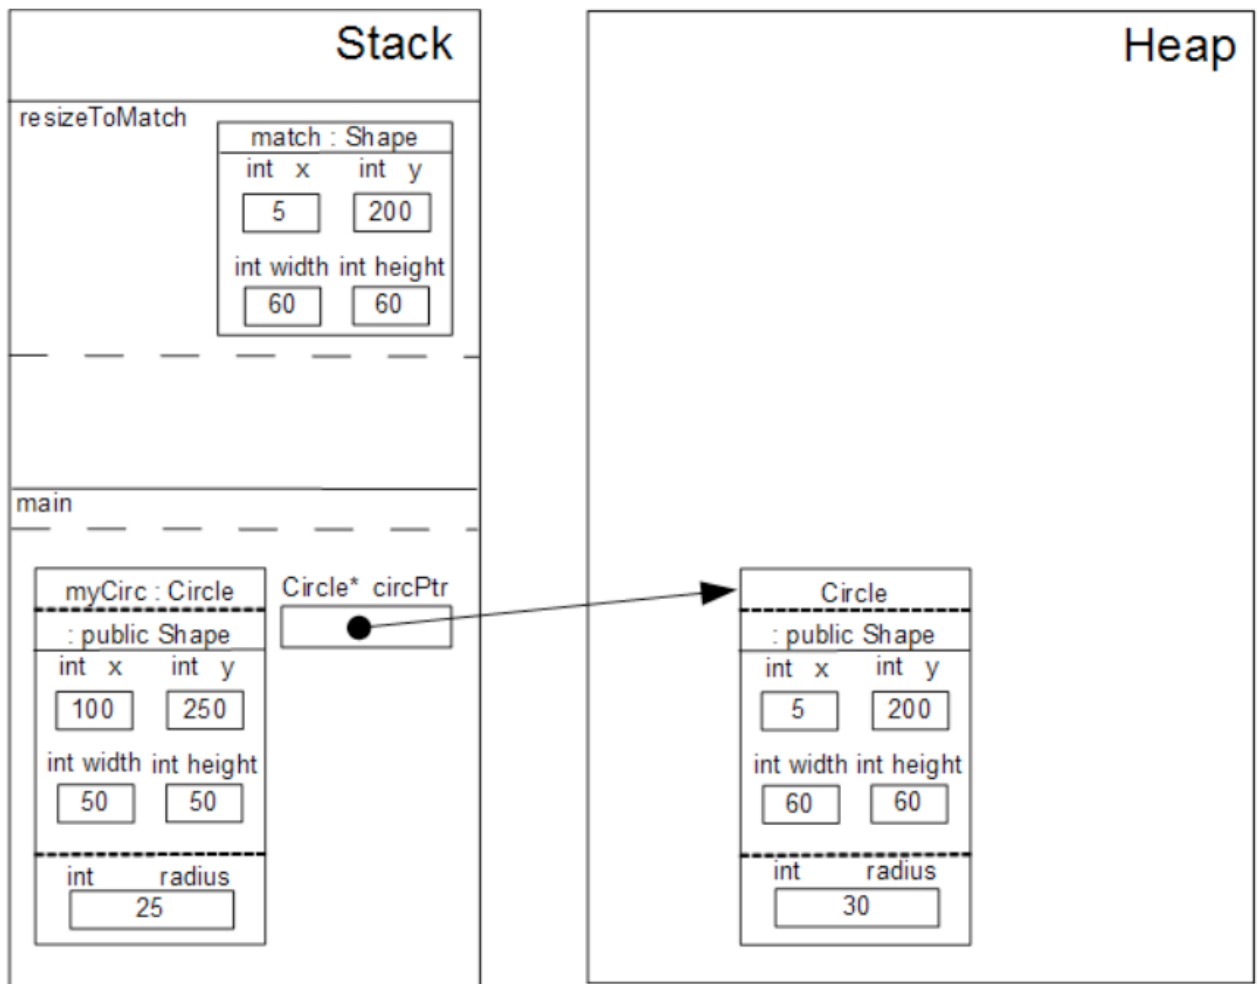 Stack
Heap
resizeToMatch
match : Shape
int x int y
5 200
int width int height
60 60
main
myCirc : Circle
: public Shape
int x int y
100 250
int width int height
50 50
int radius
25
Circle* circPtr
Circle
: public Shape
int x int y
5 200
int width int height
60 60
int radius
30